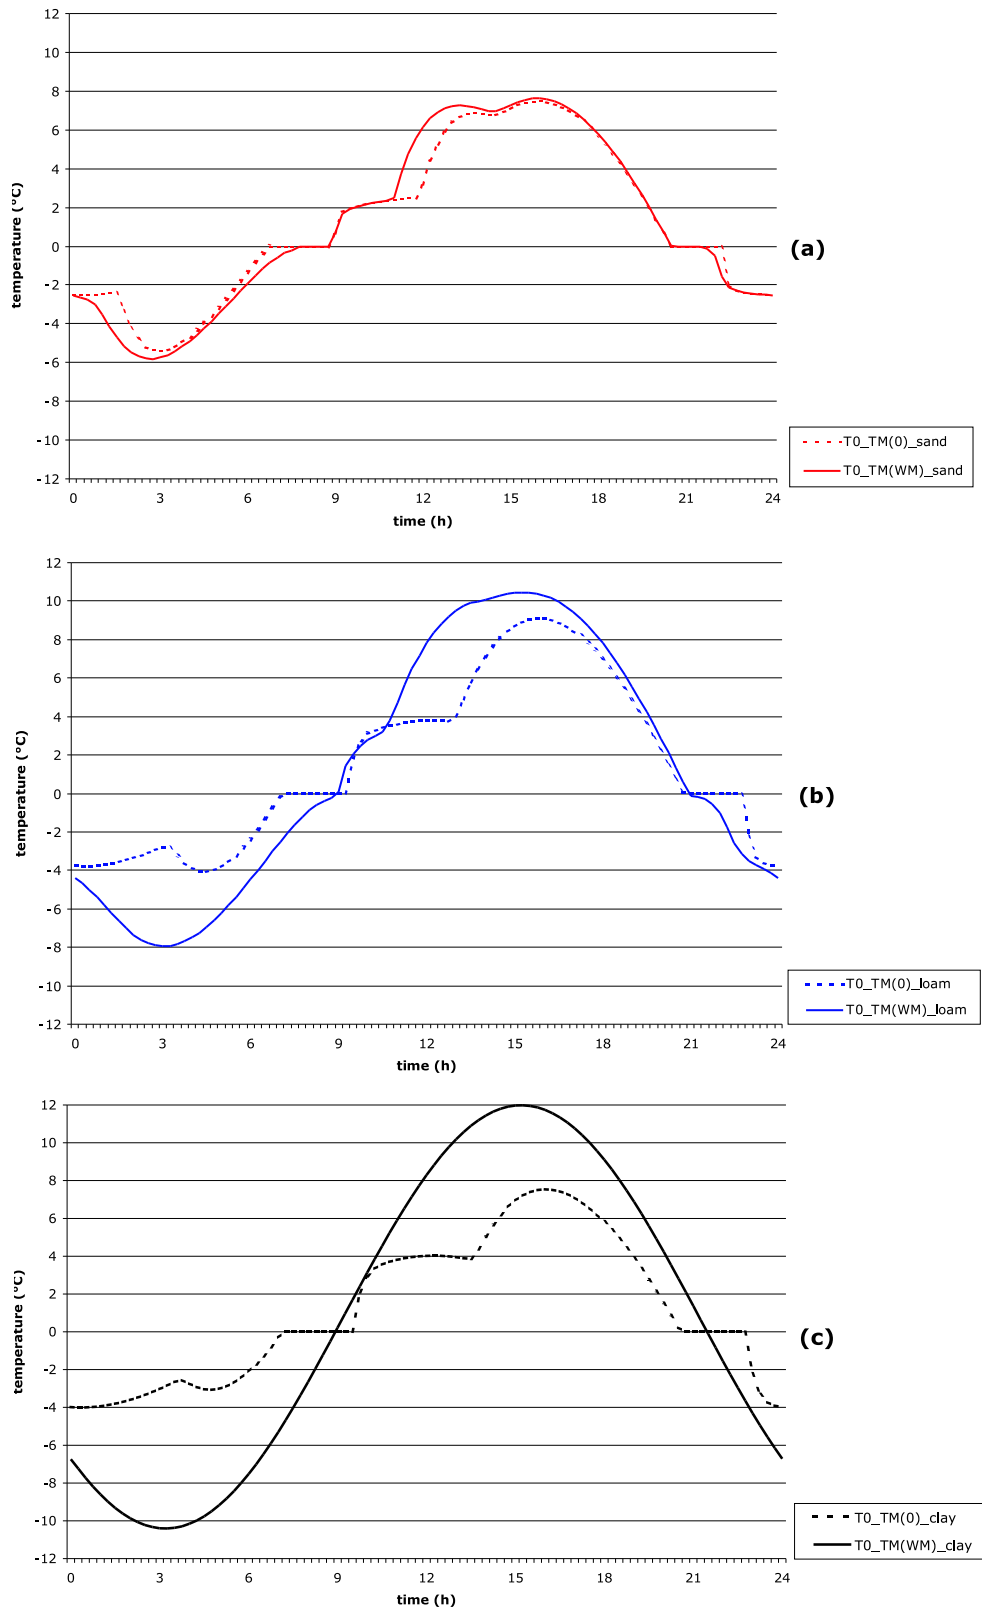 12
10
8
6
4
2
0
-2
-4
-6
-8
-10
-12
temperature (°C)
0 3 6 9 12 15 18 21 24
time (h)
(a)
T0_TM(0)_sand
T0_TM(WM)_sand
12
10
8
6
4
2
0
-2
-4
-6
-8
-10
-12
temperature (°C)
0 3 6 9 12 15 18 21 24
time (h)
(b)
T0_TM(0)_loam
T0_TM(WM)_loam
12
10
8
6
4
2
0
-2
-4
-6
-8
-10
-12
temperature (°C)
0 3 6 9 12 15 18 21 24
time (h)
(c)
T0_TM(0)_clay
T0_TM(WM)_clay